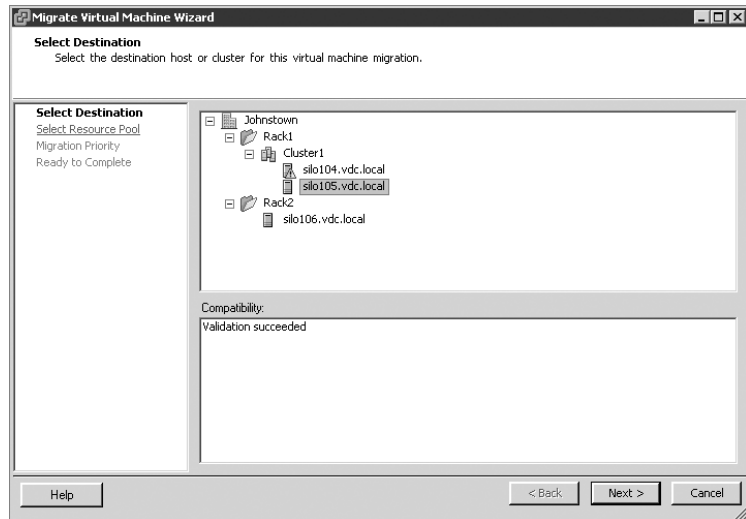 Migrate Virtual Machine Wizard
Select Destination
Select the destination host or cluster for this virtual machine migration.
Select Destination
Select Resource Pool
Migration Priority
Ready to Complete
Johnstown
Rack1
Cluster1
silo104.vdc.local
silo105.vdc.local
Rack2
silo106.vdc.local
Compatibility:
Validation succeeded
Help
< Back
Next >
Cancel